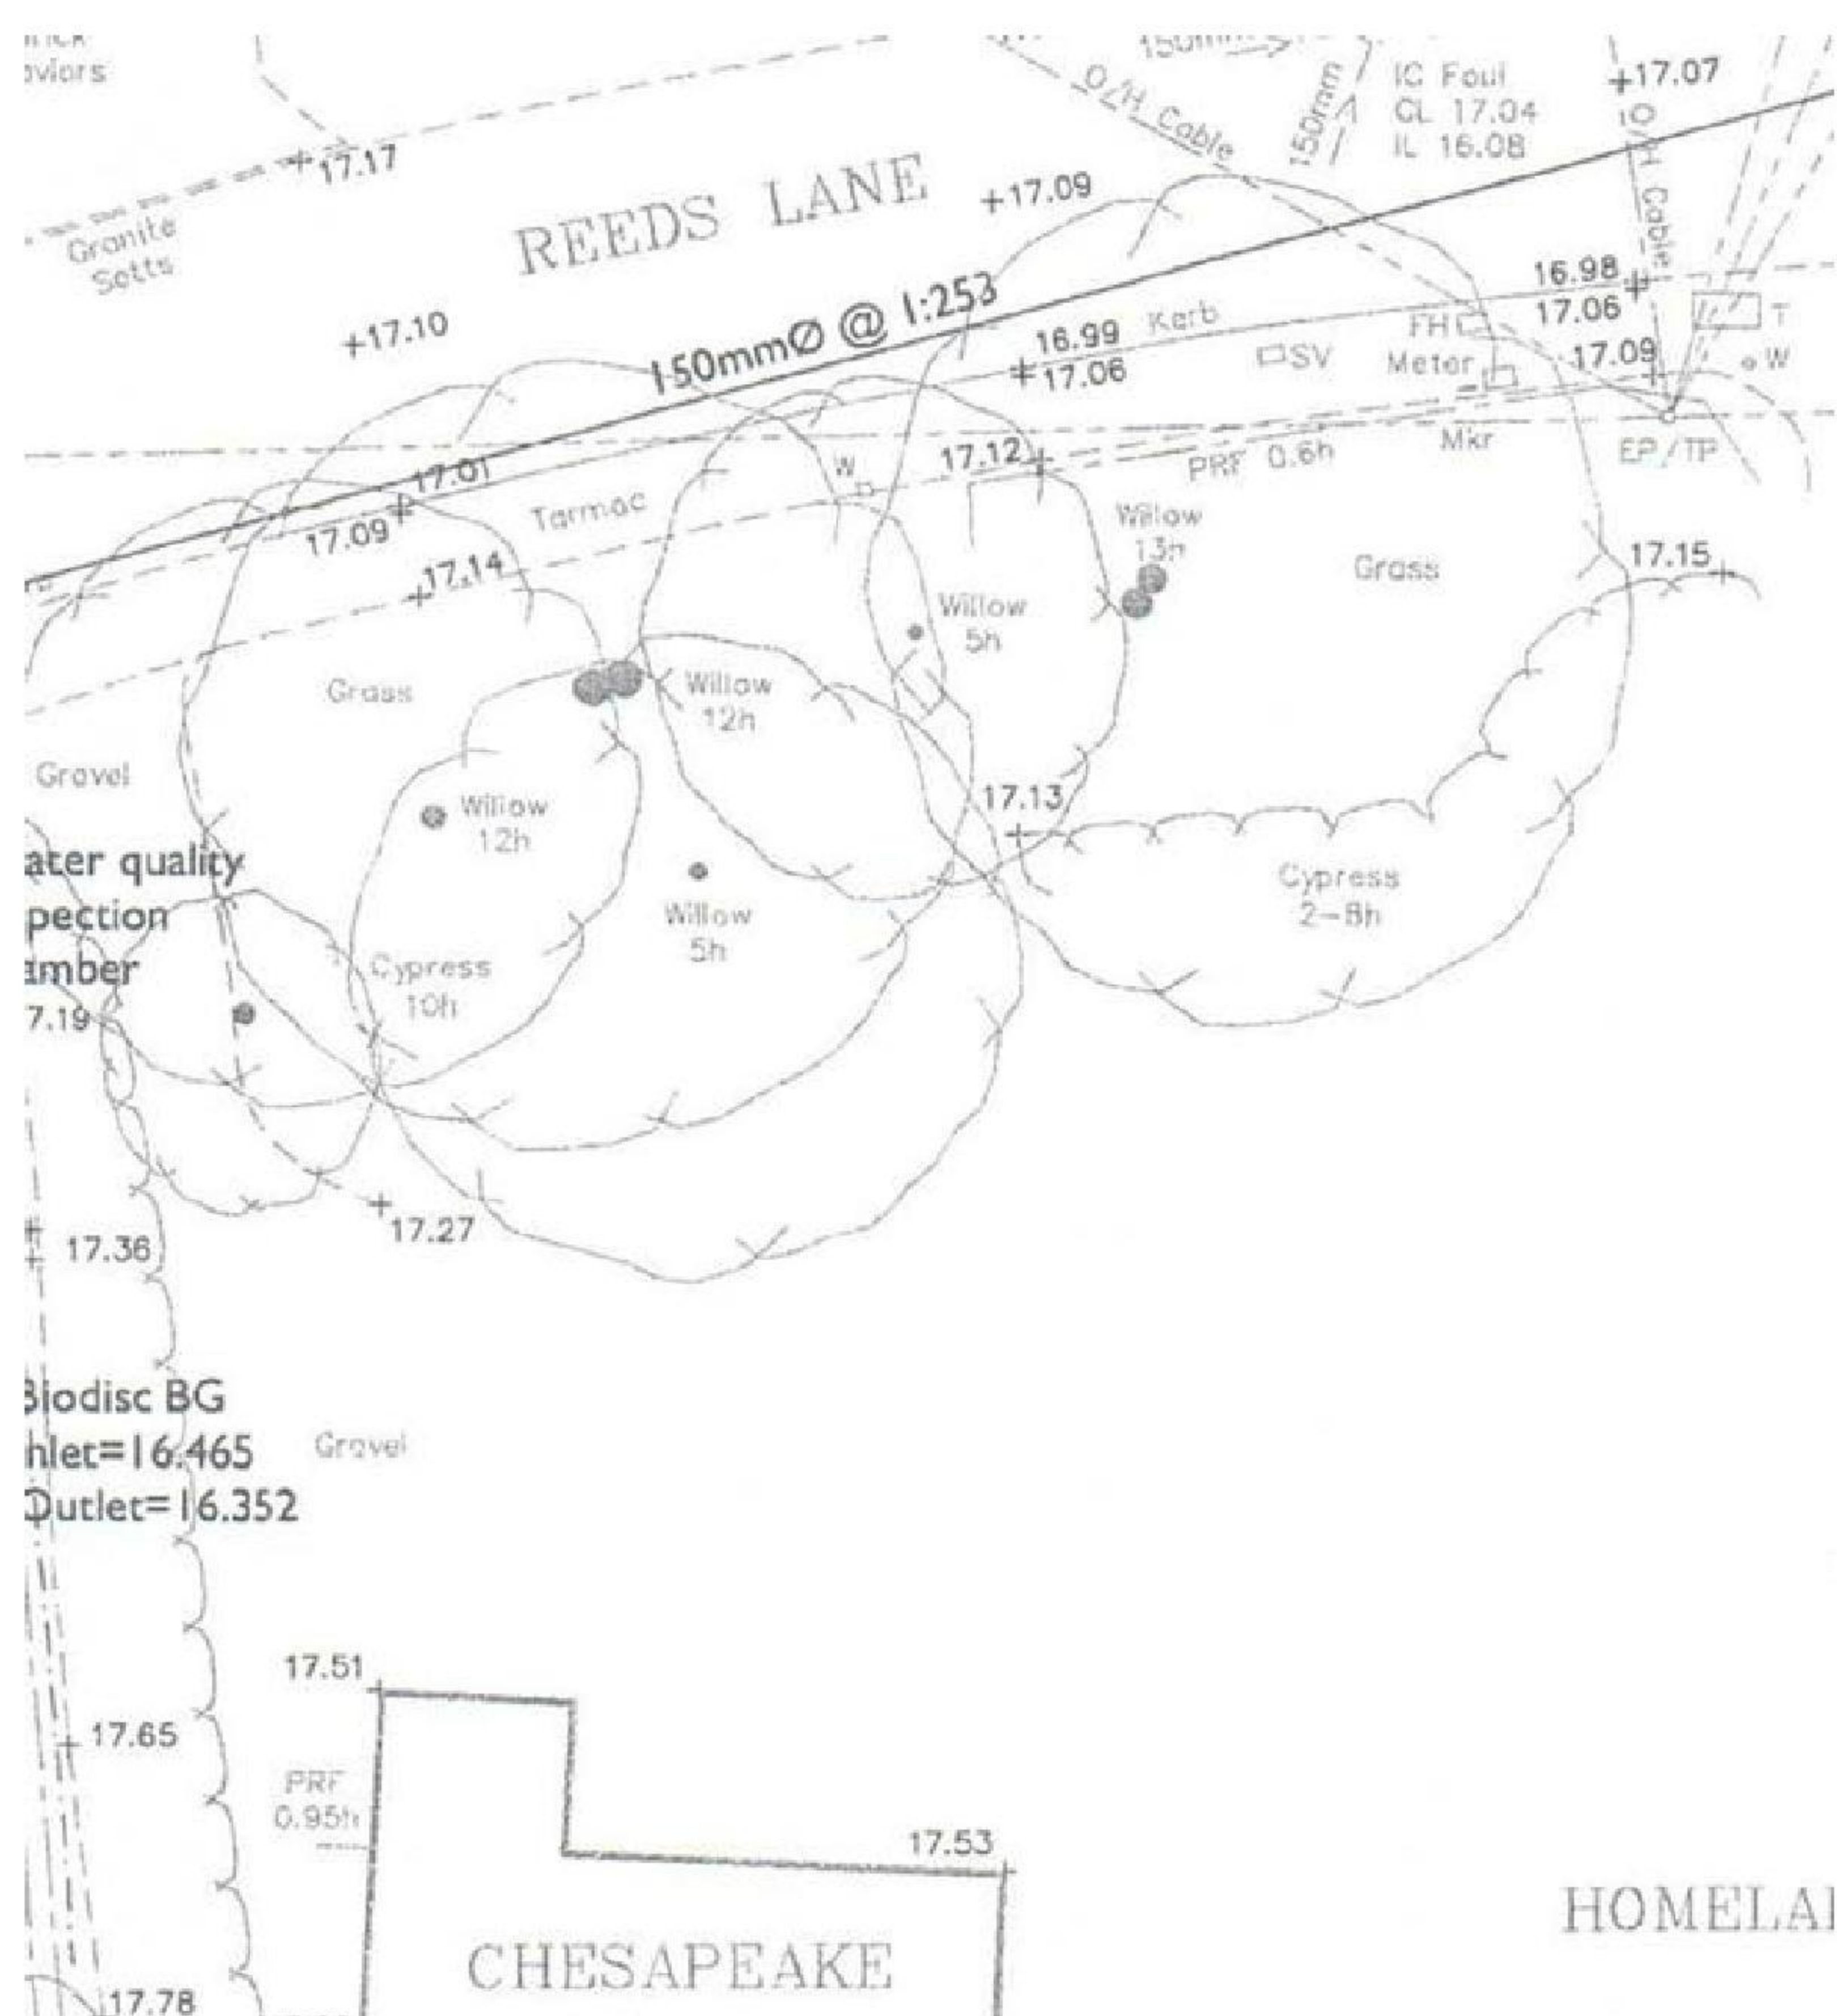 IC Foul
CL 17.04
IL 16.08
+17.07
O/H Cable
150mm
O/H Cable
17.17
REEDS LANE
+17.09
Granite
Setts
16.98
17.06
150mmØ @ 1:253
Kerb
FH
T
+17.10
16.99
17.06
SV
Meter
17.09
W
17.12
PRF 0.6h
Mkr
EP/TP
W
17.01
17.09
Tarmac
Willow
13h
17.14
Grass
17.15
Willow
5h
Grass
Willow
12h
Gravel
Willow
12h
17.13
ater quality
pection
amber
Cypress
2-8h
Willow
5h
Cypress
10h
7.19
17.27
17.36
Biodisc BG
nlet=16.465
Gravel
Outlet=16.352
17.51
17.65
PRF
0.95h
17.53
HOMELA
CHESAPEAKE
17.78